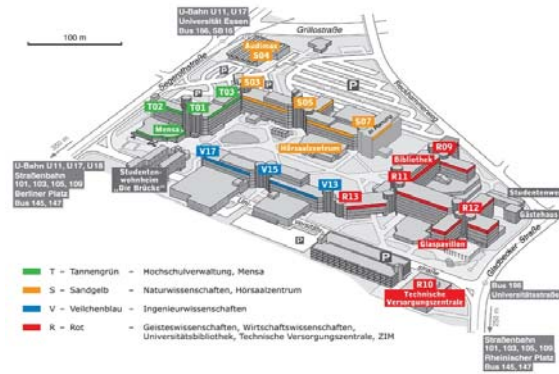 U-Bahn U11, U17
Universität Essen
Bus 166, SB16
Grillostraße
100 m
Segerothstraße
Reckhammerweg
Audimax
S04
S03
T03
T02
T01
S05
S07
Mensa
350 m
Hörsaalzentrum
V17
R09
Bibliothek
U-Bahn U11, U17, U18
Straßenbahn
101, 103, 105, 109
Berliner Platz
Bus 145, 147
Studenten-
wohnheim
„Die Brücke“
V15
V13
R11
R13
R12
Gästehaus
Glaspavillon
Gladbecker Straße
P
R10
Technische
Versorgungszentrale
Bus 166
Universitätsstraße
250 m
Straßenbahn
101, 103, 105, 109
Rheinischer Platz
Bus 145, 147
T – Tannengrün – Hochschulverwaltung, Mensa
S – Sandgelb – Naturwissenschaften, Hörsaalzentrum
V – Veilchenblau – Ingenieurwissenschaften
R – Rot – Geisteswissenschaften, Wirtschaftswissenschaften,
Universitätsbibliothek, Technische Versorgungszentrale, ZIM